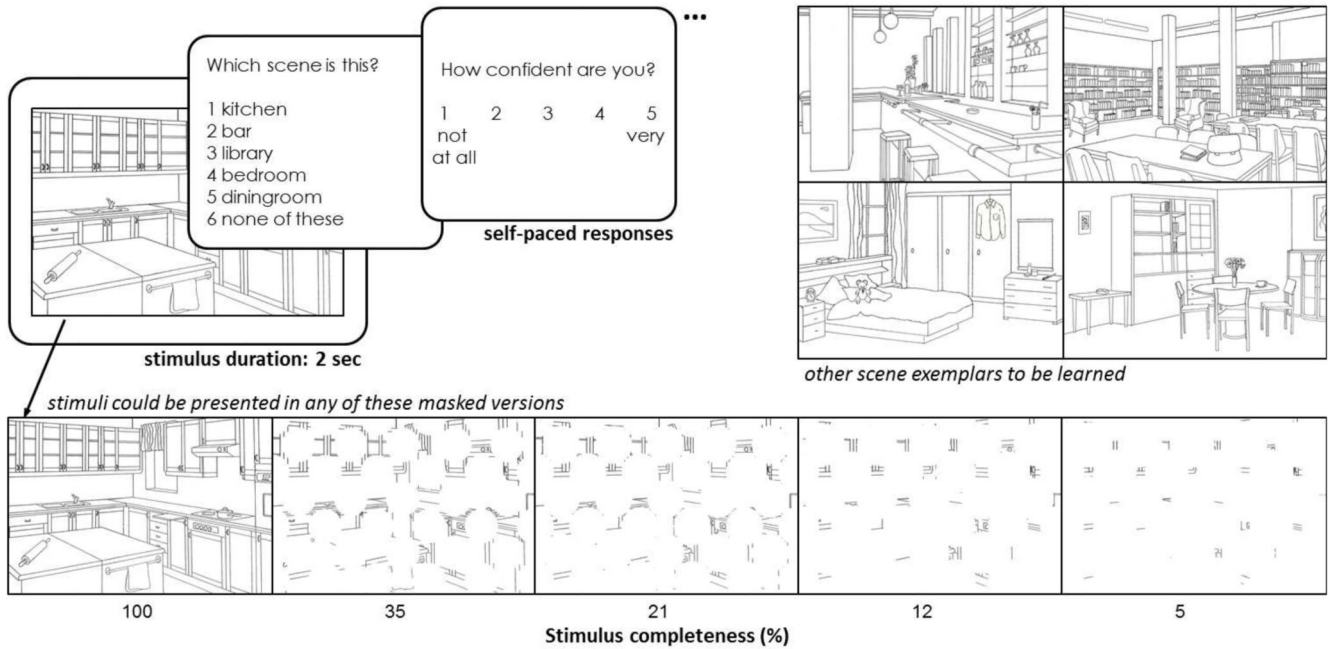 Which scene is this?
1 kitchen
2 bar
3 library
4 bedroom
5 diningroom
6 none of these
How confident are you?
1 2 3 4 5
not very
at all
...
self-paced responses
stimulus duration: 2 sec
other scene exemplars to be learned
stimuli could be presented in any of these masked versions
100 35 21 12 5
Stimulus completeness (%)